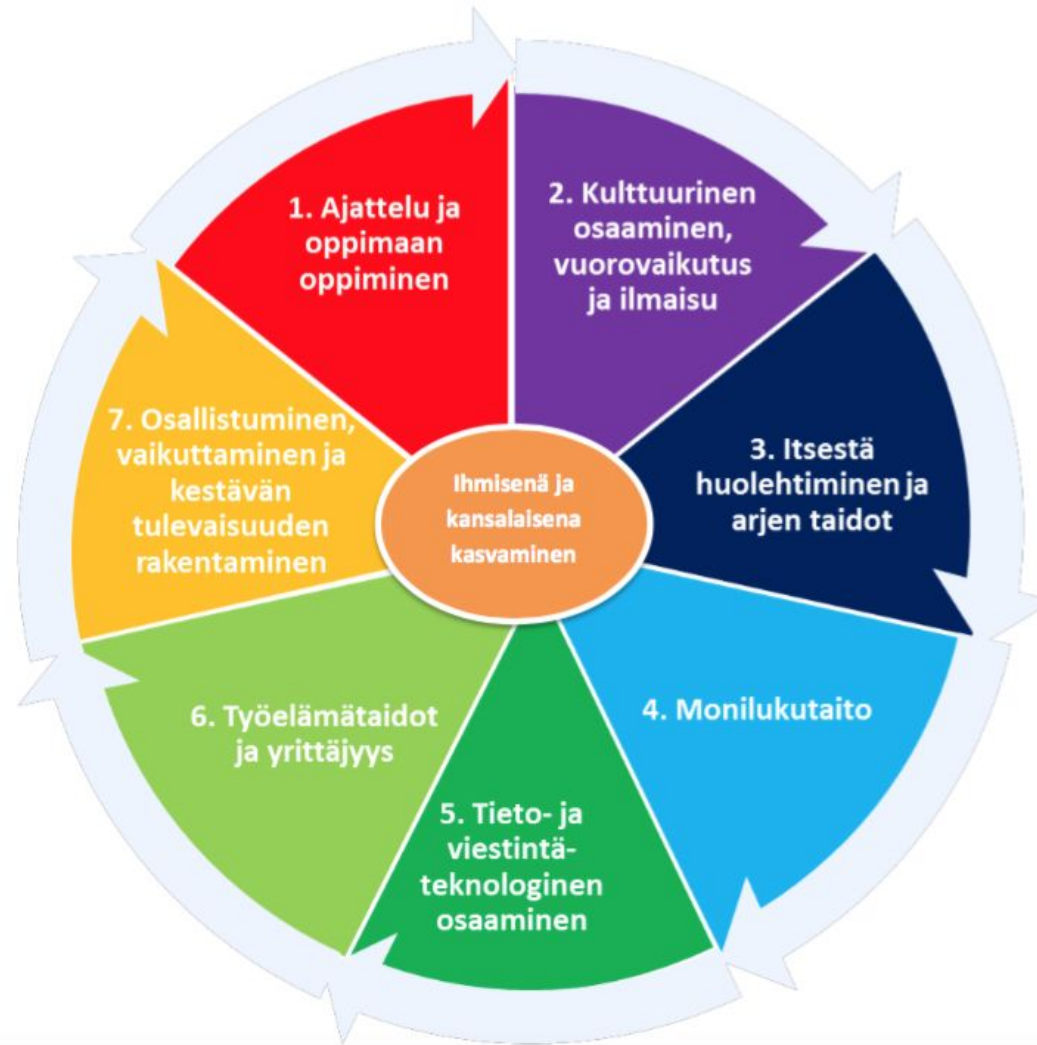 1. Ajattelu ja
oppimaan
oppiminen
2. Kulttuurinen
osaaminen,
vuorovaikutus
ja ilmaisu
3. Itsestä
huolehtiminen ja
arjen taidot
4. Monilukutaito
5. Tieto- ja
viestintä-
teknologinen
osaaminen
6. Työelämätaidot
ja yrittäjyys
7. Osallistuminen,
vaikuttaminen ja
kestävän
tulevaisuuden
rakentaminen
Ihmisenä ja
kansalaisena
kasvaminen